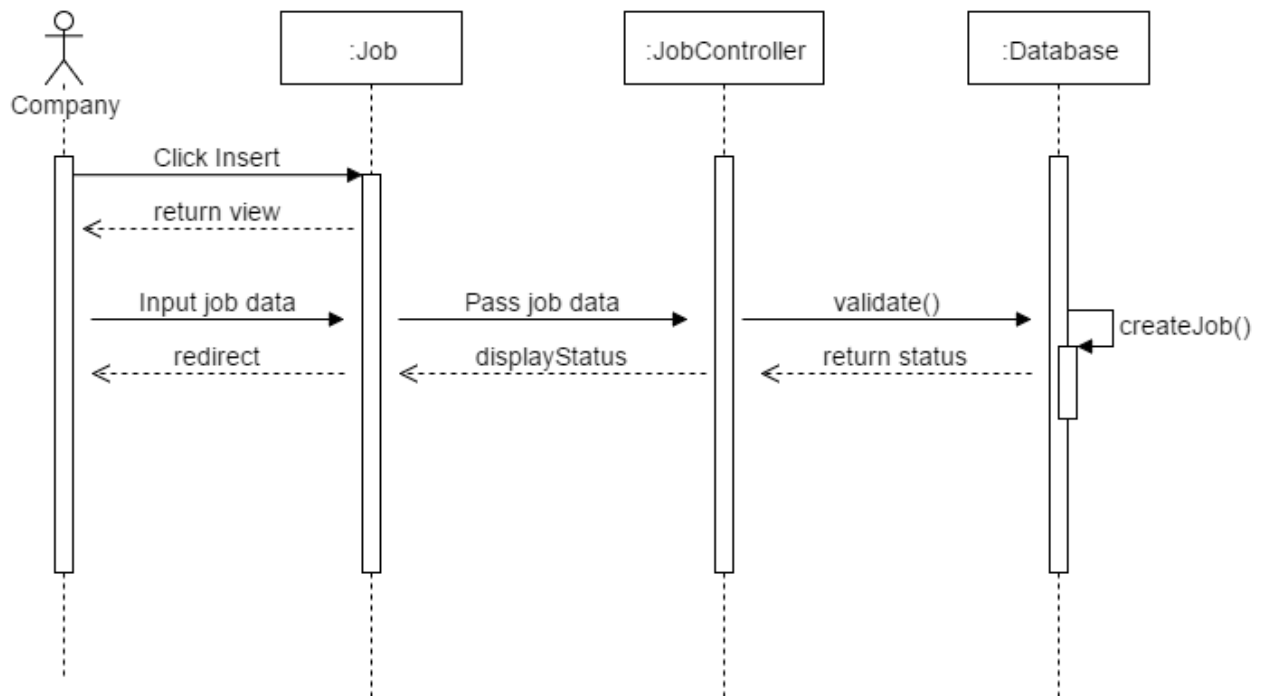 :Job
:JobController
:Database
Company
Click Insert
return view
Input job data
Pass job data
validate()
createJob()
redirect
displayStatus
return status